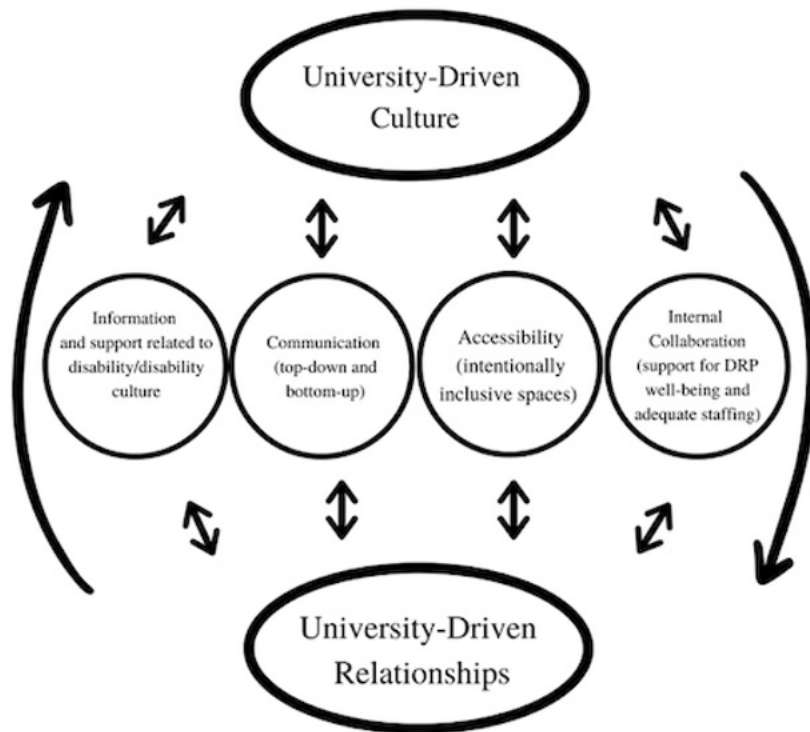 University-Driven
Culture
Information
and support related to
disability/disability
culture
Communication
(top-down and
bottom-up)
Accessibility
(intentionally
inclusive spaces)
Internal
Collaboration
(support for DRP
well-being and
adequate staffing)
University-Driven
Relationships